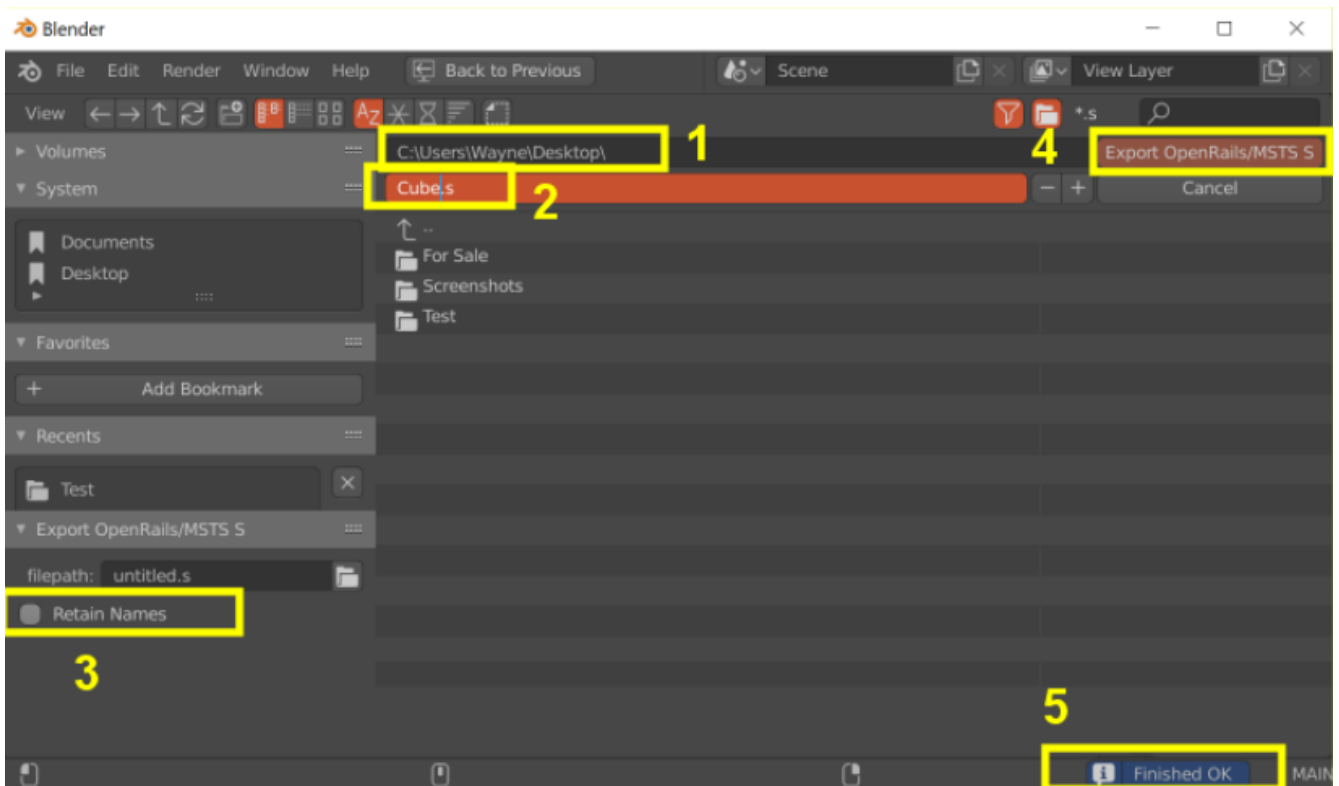 Blender
File Edit Render Window Help Back to Previous Scene View Layer
View AZ *.s
Volumes
C:\Users\Wayne\Desktop\
1
4
Export OpenRails/MSTS S
System
Cube.s
2
Cancel
..
Documents
For Sale
Desktop
Screenshots
Test
Favorites
Add Bookmark
Recents
Test
Export OpenRails/MSTS S
filepath: untitled.s
Retain Names
3
5
Finished OK
MAIN